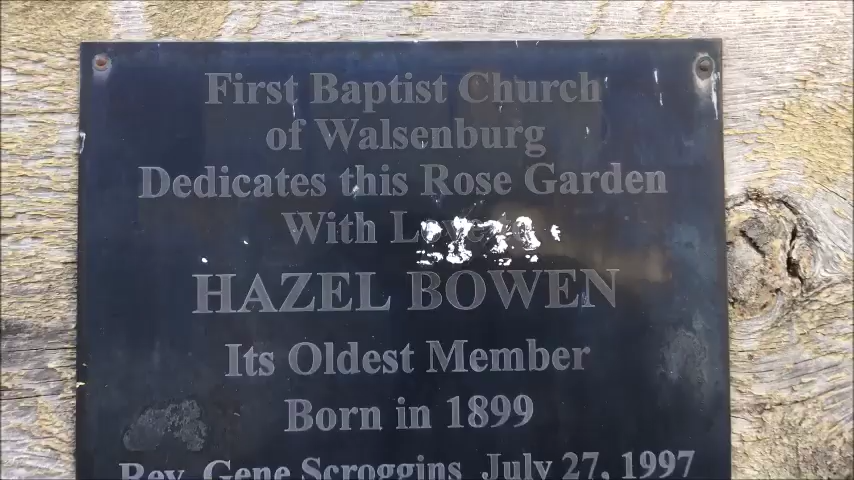 First Baptist Church
of Walsenburg
Dedicates this Rose Garden
With Love
HAZEL BOWEN
Its Oldest Member
Born in 1899
Rev. Gene Scroggins July 27, 1997